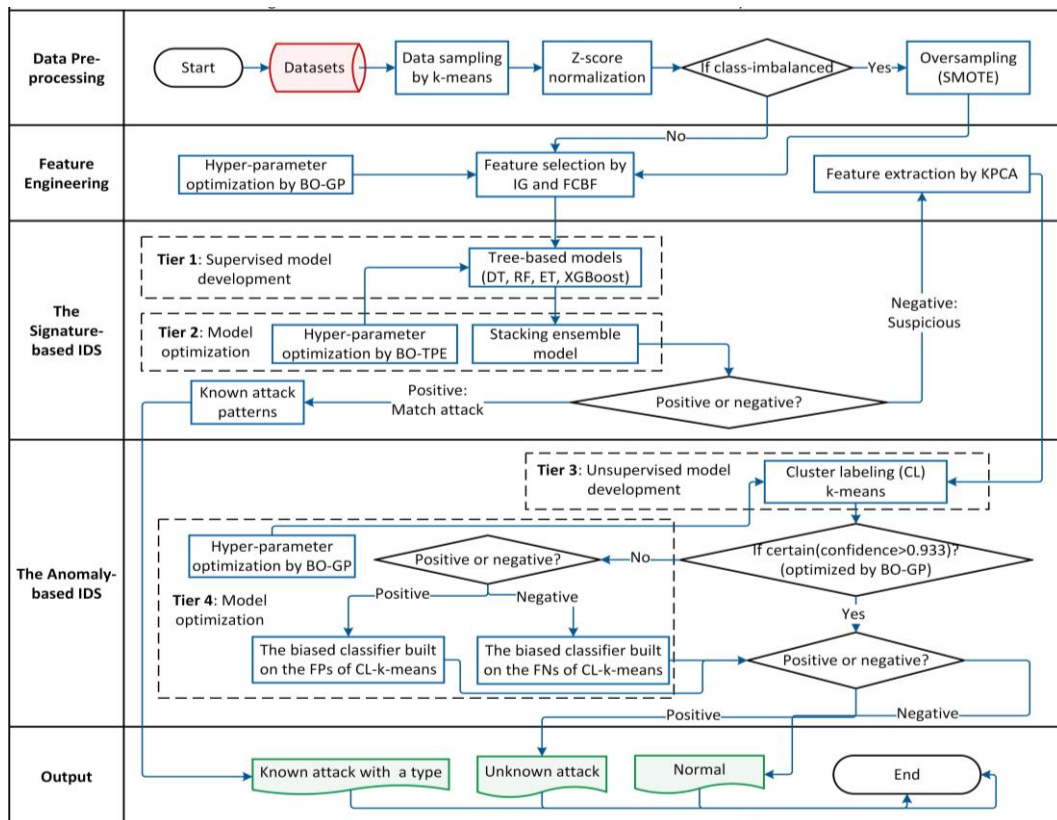 Data Pre-
processing
Start
Datasets
Data sampling
by k-means
Z-score
normalization
If class-imbalanced
Yes
Oversampling
(SMOTE)
No
Feature
Engineering
Hyper-parameter
optimization by BO-GP
Feature selection by
IG and FCBF
Feature extraction by KPCA
The
Signature-
based IDS
Tier 1: Supervised model
development
Tree-based models
(DT, RF, ET, XGBoost)
Negative:
Suspicious
Tier 2: Model
optimization
Hyper-parameter
optimization by BO-TPE
Stacking ensemble
model
Known attack
patterns
Positive:
Match attack
Positive or negative?
The Anomaly-
based IDS
Tier 3: Unsupervised model
development
Cluster labeling (CL)
k-means
Hyper-parameter
optimization by BO-GP
Positive or negative?
No
If certain(confidence>0.933)?
(optimized by BO-GP)
Tier 4: Model
optimization
Positive
Negative
Yes
The biased classifier built
on the FPs of CL-k-means
The biased classifier built
on the FNs of CL-k-means
Positive or negative?
Positive
Negative
Output
Known attack with a type
Unknown attack
Normal
End